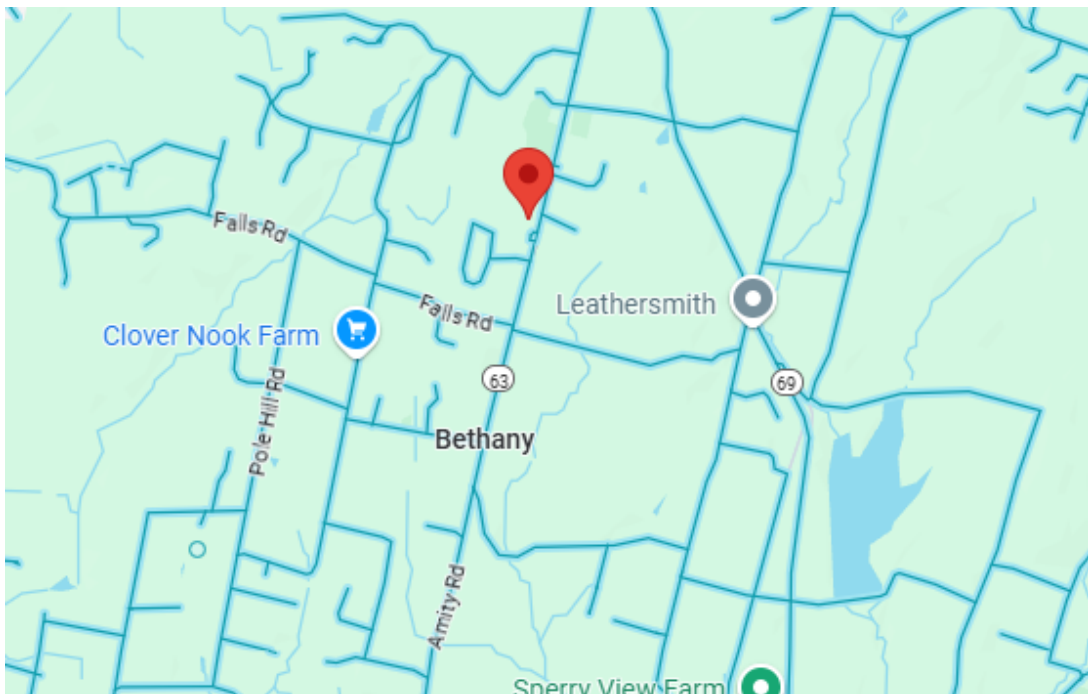 Falls Rd
Leathersmith
Falls Rd
Clover Nook Farm
63
69
Pole Hill Rd
Bethany
Amity Rd
Sperry View Farm